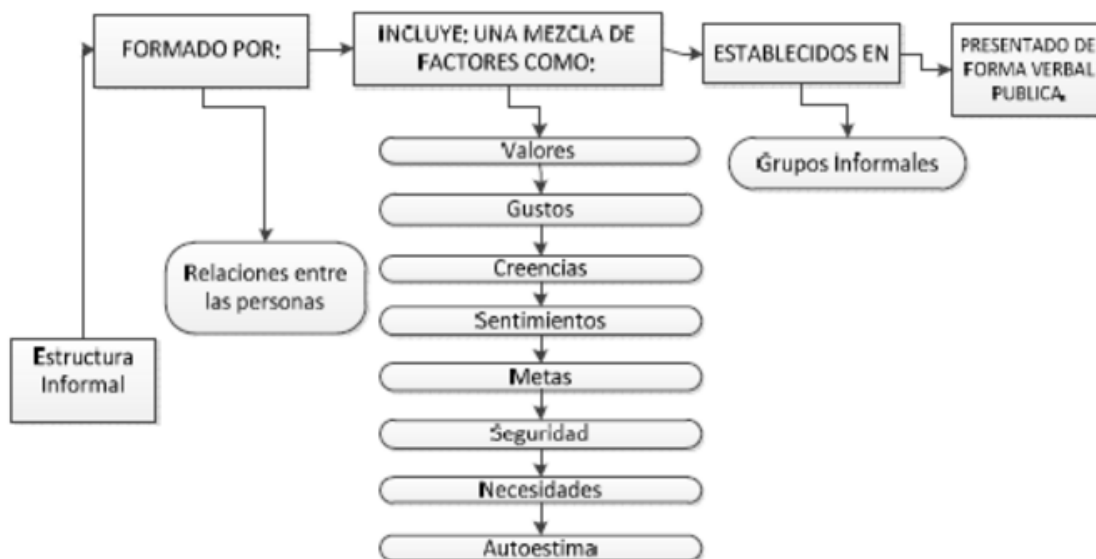 FORMADO POR:
INCLUYE: UNA MEZCLA DE
FACTORES COMO:
ESTABLECIDOS EN
PRESENTADO DE
FORMA VERBAL
PUBLICA.
Valores
Gustos
Creencias
Sentimientos
Metas
Seguridad
Necesidades
Autoestima
Grupos Informales
Relaciones entre
las personas
Estructura
Informal